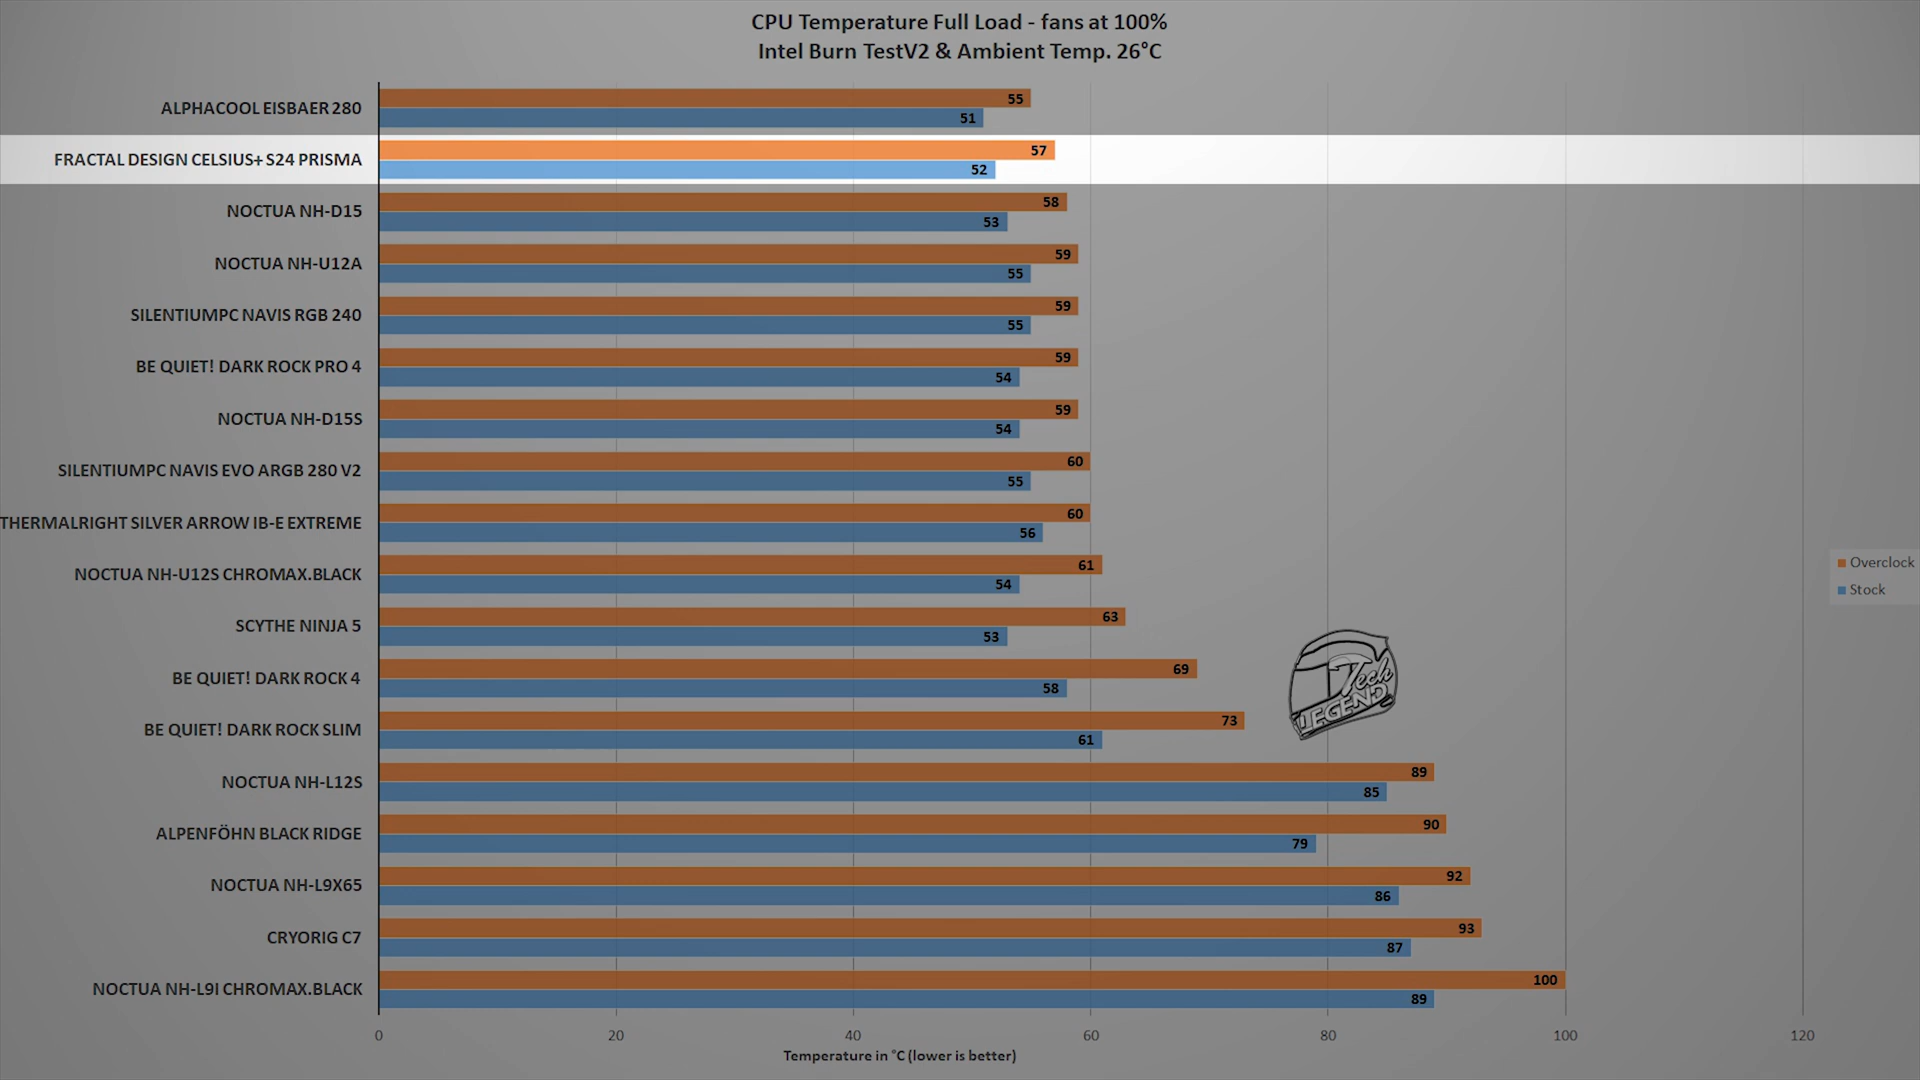 CPU Temperature Full Load - fans at 100%
Intel Burn TestV2 & Ambient Temp. 26°C
ALPHACOOL EISBAER 280 55
51
FRACTAL DESIGN CELSIUS+ S24 PRISMA 57
52
NOCTUA NH-D15 58
53
NOCTUA NH-U12A 59
55
SILENTIUMPC NAVIS RGB 240 59
55
BE QUIET! DARK ROCK PRO 4 59
54
NOCTUA NH-D15S 59
54
SILENTIUMPC NAVIS EVO ARGB 280 V2 60
55
THERMALRIGHT SILVER ARROW IB-E EXTREME 60
56
NOCTUA NH-U12S CHROMAX.BLACK 61
54
SCYTHE NINJA 5 63
53
BE QUIET! DARK ROCK 4 69
58
BE QUIET! DARK ROCK SLIM 73
61
NOCTUA NH-L12S 89
85
ALPENFÖHN BLACK RIDGE 90
79
NOCTUA NH-L9X65 92
86
CRYORIG C7 93
87
NOCTUA NH-L9I CHROMAX.BLACK 100
89
0 20 40 60 80 100 120
Temperature in °C (lower is better)
Overclock
Stock
Tech
LEGEND